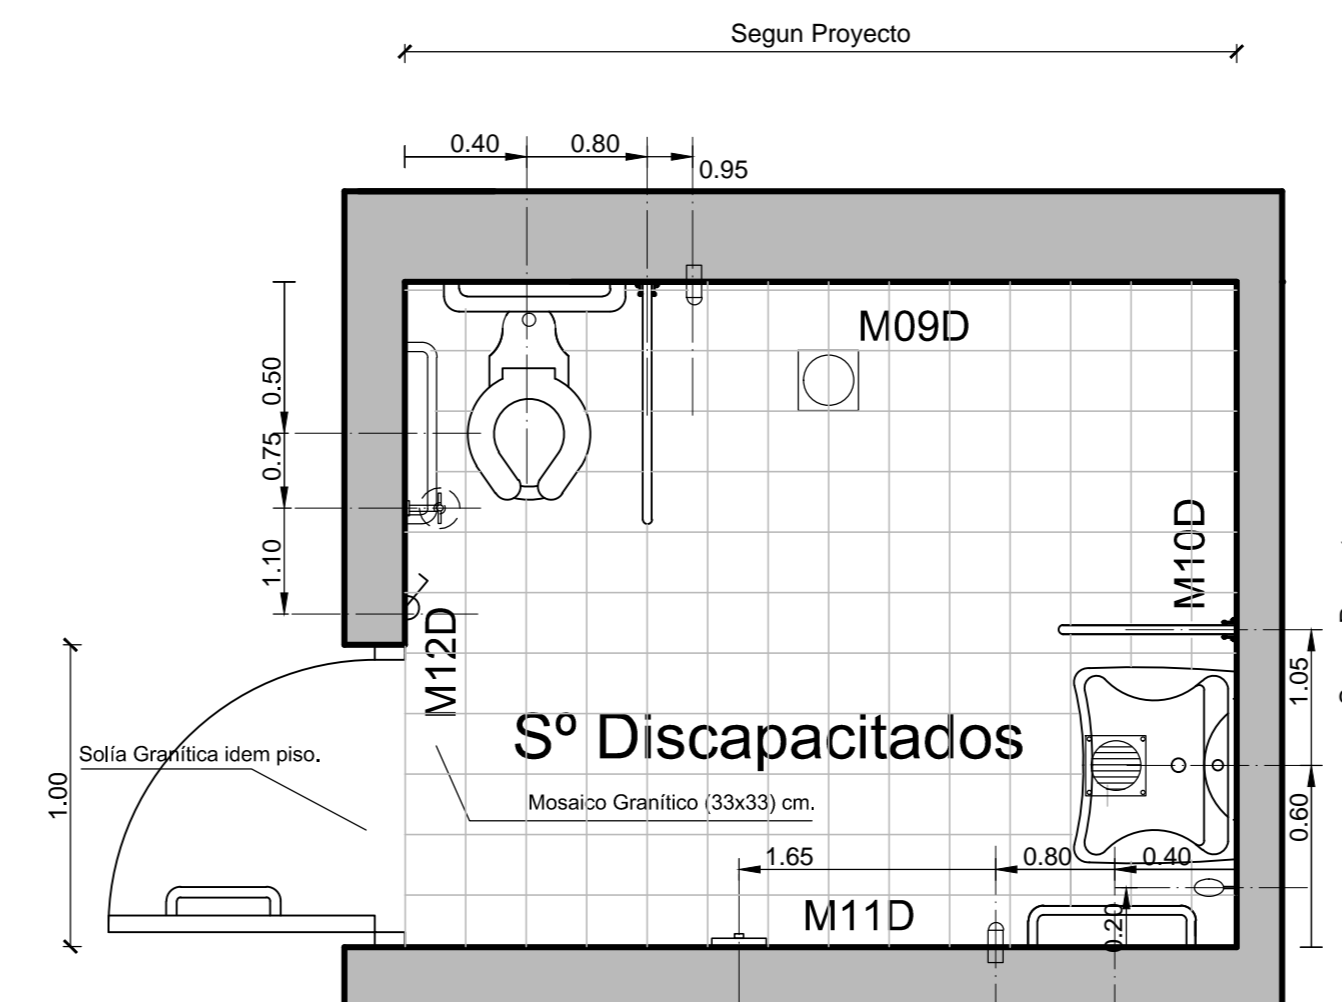 Segun Proyecto
0.40
0.80
0.95
M09D
0.50
0.75
1.10
M10D
M12D
1.05
Sº Discapacitados
Solía Granítica idem piso.
Mosaico Granítico (33x33) cm.
1.00
0.60
1.65
0.80
0.40
M11D
0.20